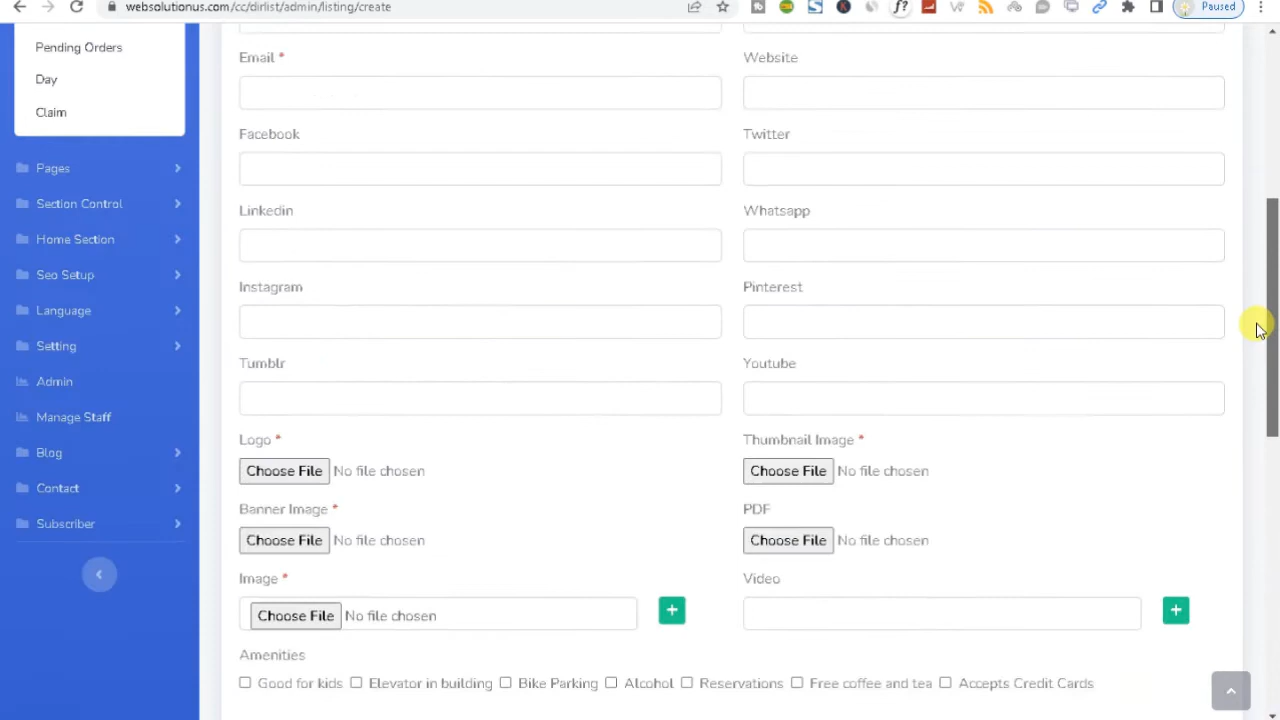 websolutionus.com/cc/dirlist/admin/listing/create
Paused
Pending Orders
Day
Claim
Pages
Section Control
Home Section
Seo Setup
Language
Setting
Admin
Manage Staff
Blog
Contact
Subscriber
Email *
Website
Facebook
Twitter
Linkedin
Whatsapp
Instagram
Pinterest
Tumblr
Youtube
Logo *
Thumbnail Image *
Choose File No file chosen
Choose File No file chosen
Banner Image *
PDF
Choose File No file chosen
Choose File No file chosen
Image *
Video
Choose File No file chosen
Amenities
Good for kids Elevator in building Bike Parking Alcohol Reservations Free coffee and tea Accepts Credit Cards